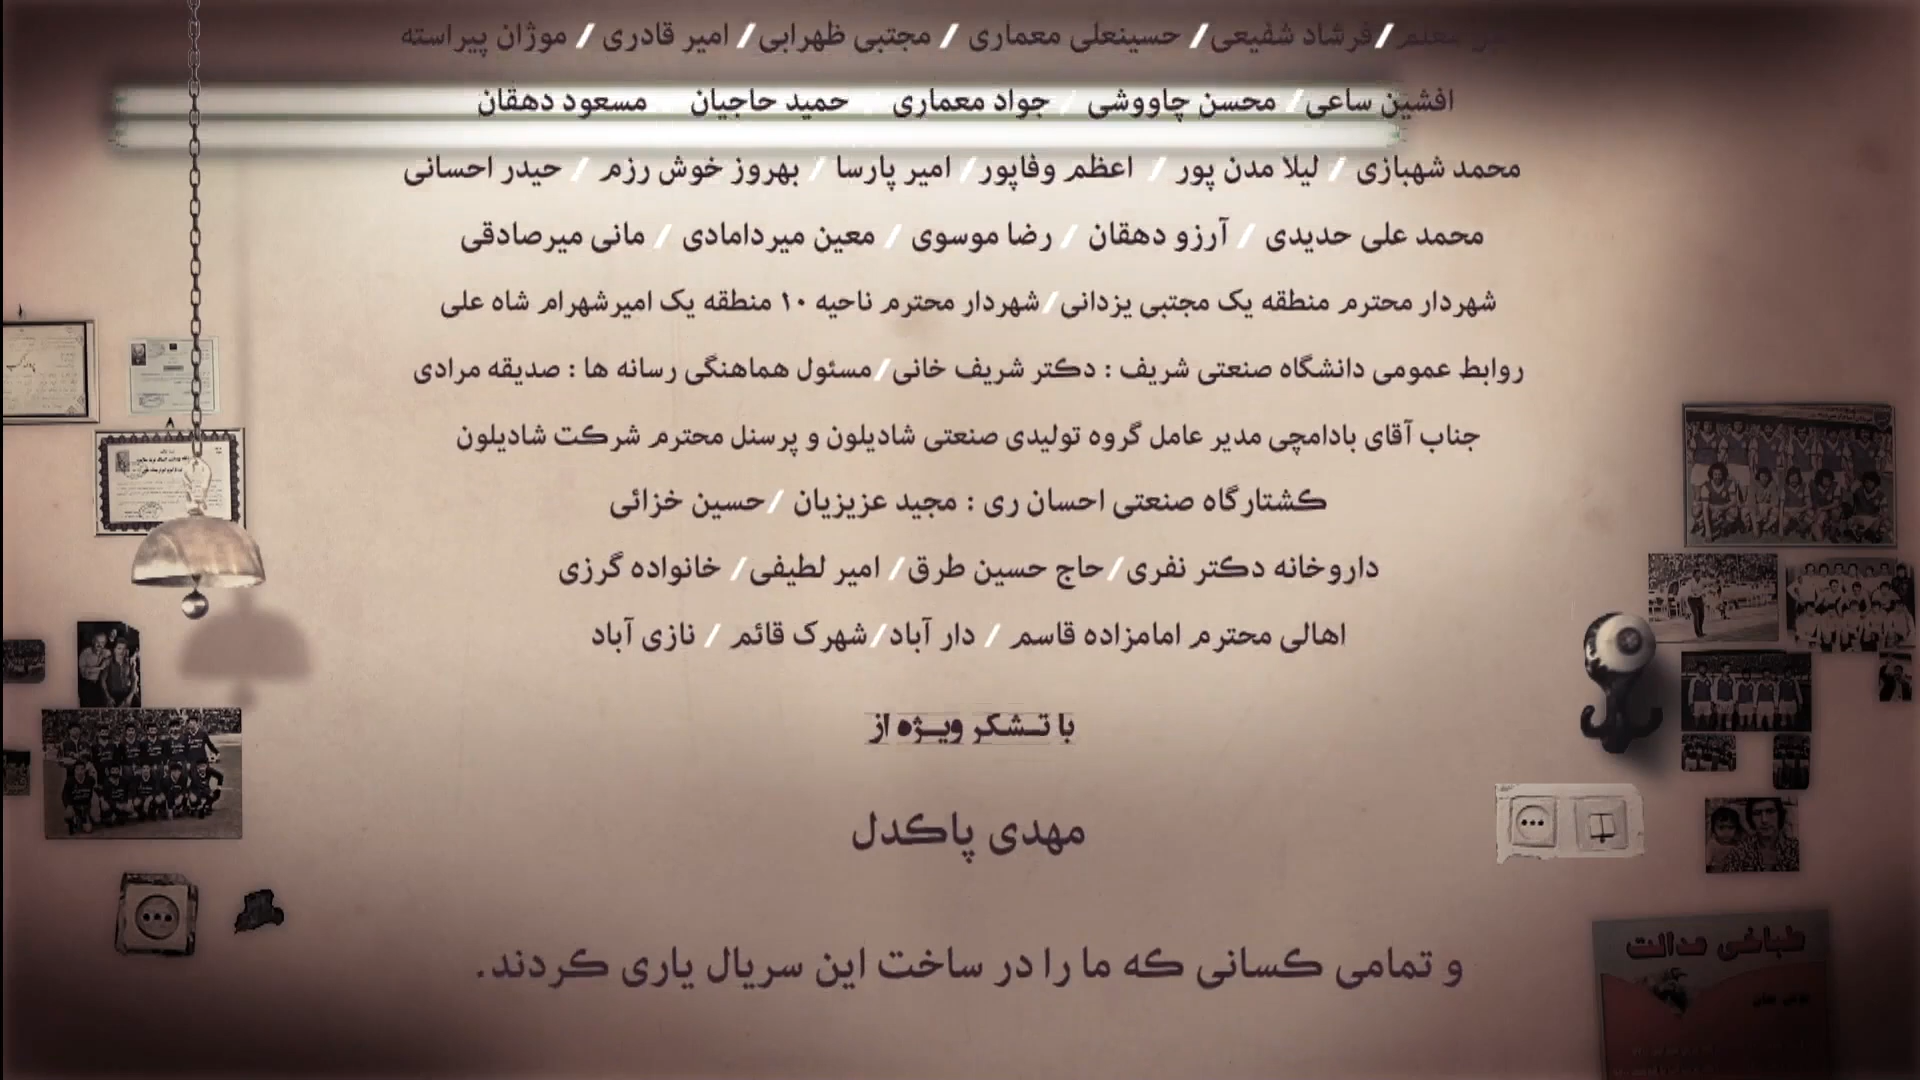 معلم / فرشاد شفیعی / حسینعلی معماری / مجتبی ظهرابی / امیر قادری / موژان پیراسته
افشین ساعی / محسن چاووشی / جواد معماری / حمید حاجیان مسعود دهقان
محمد شهبازی / لیلا مدن پور / اعظم وفاپور / امیر پارسا / بهروز خوش رزم / حیدر احسانی
محمد علی حدیدی / آرزو دهقان / رضا موسوی / معین میردامادی / مانی میرصادقی
شهردار محترم منطقه یک مجتبی یزدانی / شهردار محترم ناحیه ۱۰ منطقه یک امیرشهرام شاه علی
روابط عمومی دانشگاه صنعتی شریف : دکتر شریف خانی / مسئول هماهنگی رسانه ها : صدیقه مرادی
جناب آقای بادامچی مدیر عامل گروه تولیدی صنعتی شادیلون و پرسنل محترم شرکت شادیلون
کشتارگاه صنعتی احسان ری : مجید عزیزیان / حسین خزائی
داروخانه دکتر نفری / حاج حسین طرق / امیر لطیفی / خانواده گرزی
اهالی محترم امامزاده قاسم / دار آباد / شهرک قائم / نازی آباد
با تشکر ویژه از
مهدی پاکدل
و تمامی کسانی که ما را در ساخت این سریال یاری کردند.
طباخی عدالت